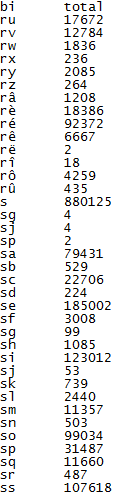 bi total
ru 17672
rv 12784
rw 1836
rx 236
ry 2085
rz 264
râ 1208
rè 18386
ré 92372
rê 6667
rë 2
rî 18
rô 4259
rû 435
s 880125
sg 4
sj 4
sp 2
sa 79431
sb 529
sc 22706
sd 224
se 185002
sf 3008
sg 99
sh 1085
si 123012
sj 53
sk 739
sl 2440
sm 11357
sn 503
so 99034
sp 31487
sq 11660
sr 487
ss 107618